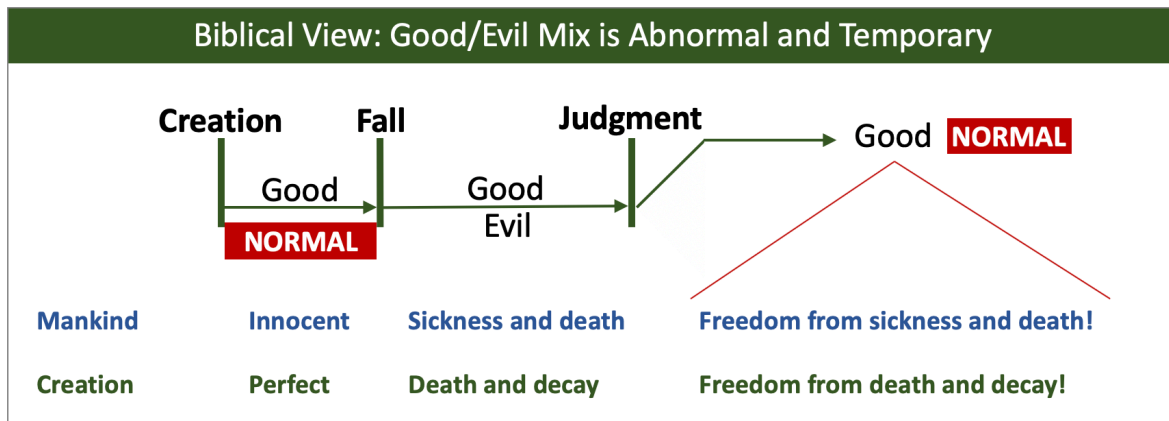 Biblical View: Good/Evil Mix is Abnormal and Temporary
Creation Fall Judgment
Good NORMAL
Good Good
Evil
NORMAL
Mankind Innocent Sickness and death Freedom from sickness and death!
Creation Perfect Death and decay Freedom from death and decay!